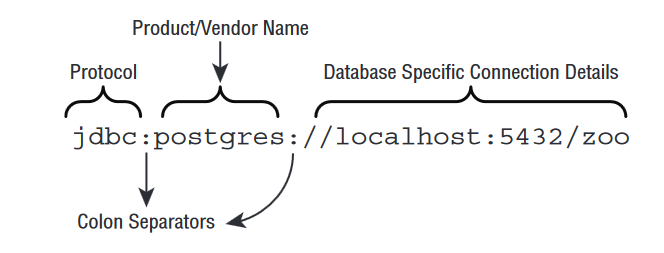 Product/Vendor Name
Protocol
Database Specific Connection Details
jdbc:postgres://localhost:5432/zoo
Colon Separators